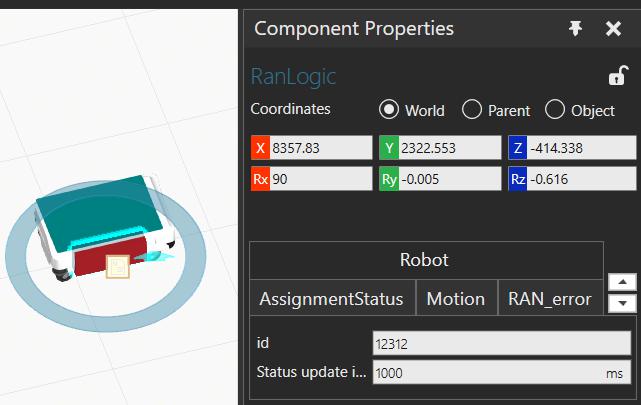 Component Properties
RanLogic
Coordinates World Parent Object
X 8357.83 Y 2322.553 Z -414.338
Rx 90 Ry -0.005 Rz -0.616
Robot
AssignmentStatus Motion RAN_error
id 12312
Status update i... 1000 ms